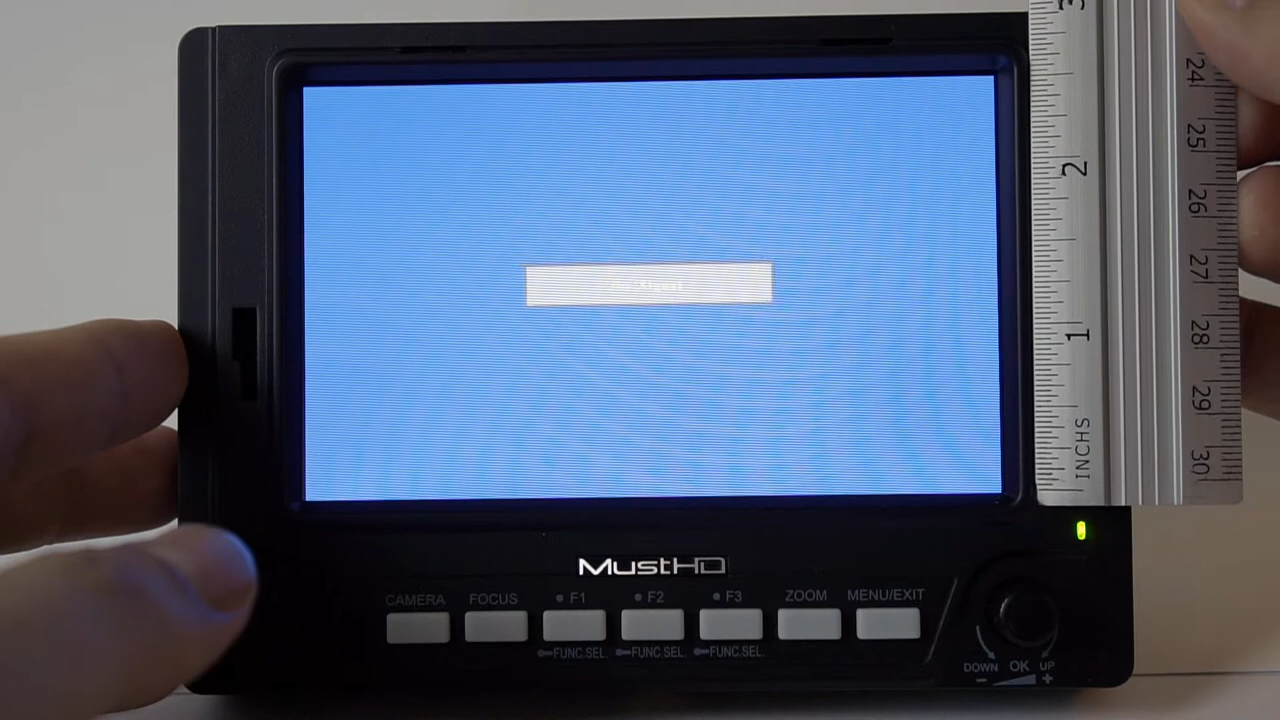 3
2
1
INCHS
24
25
26
27
28
29
30
MUSTHD
CAMERA FOCUS F1 F2 F3 ZOOM MENU/EXIT
FUNC.SEL. FUNC.SEL. FUNC.SEL.
DOWN OK UP
- +